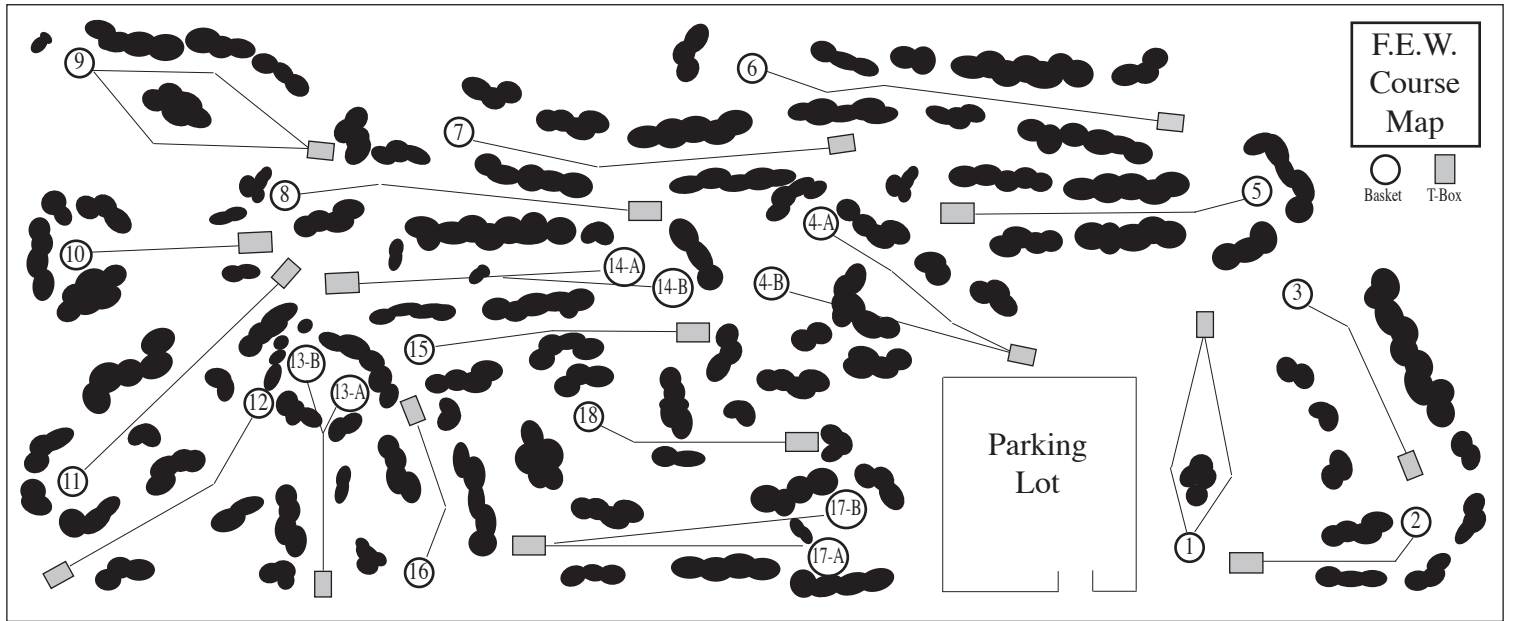 F.E.W.
Course
Map
Basket
T-Box
9
6
7
8
5
4-A
10
14-A
14-B
4-B
3
15
13-B
13-A
12
18
11
Parking
Lot
17-B
2
1
16
17-A